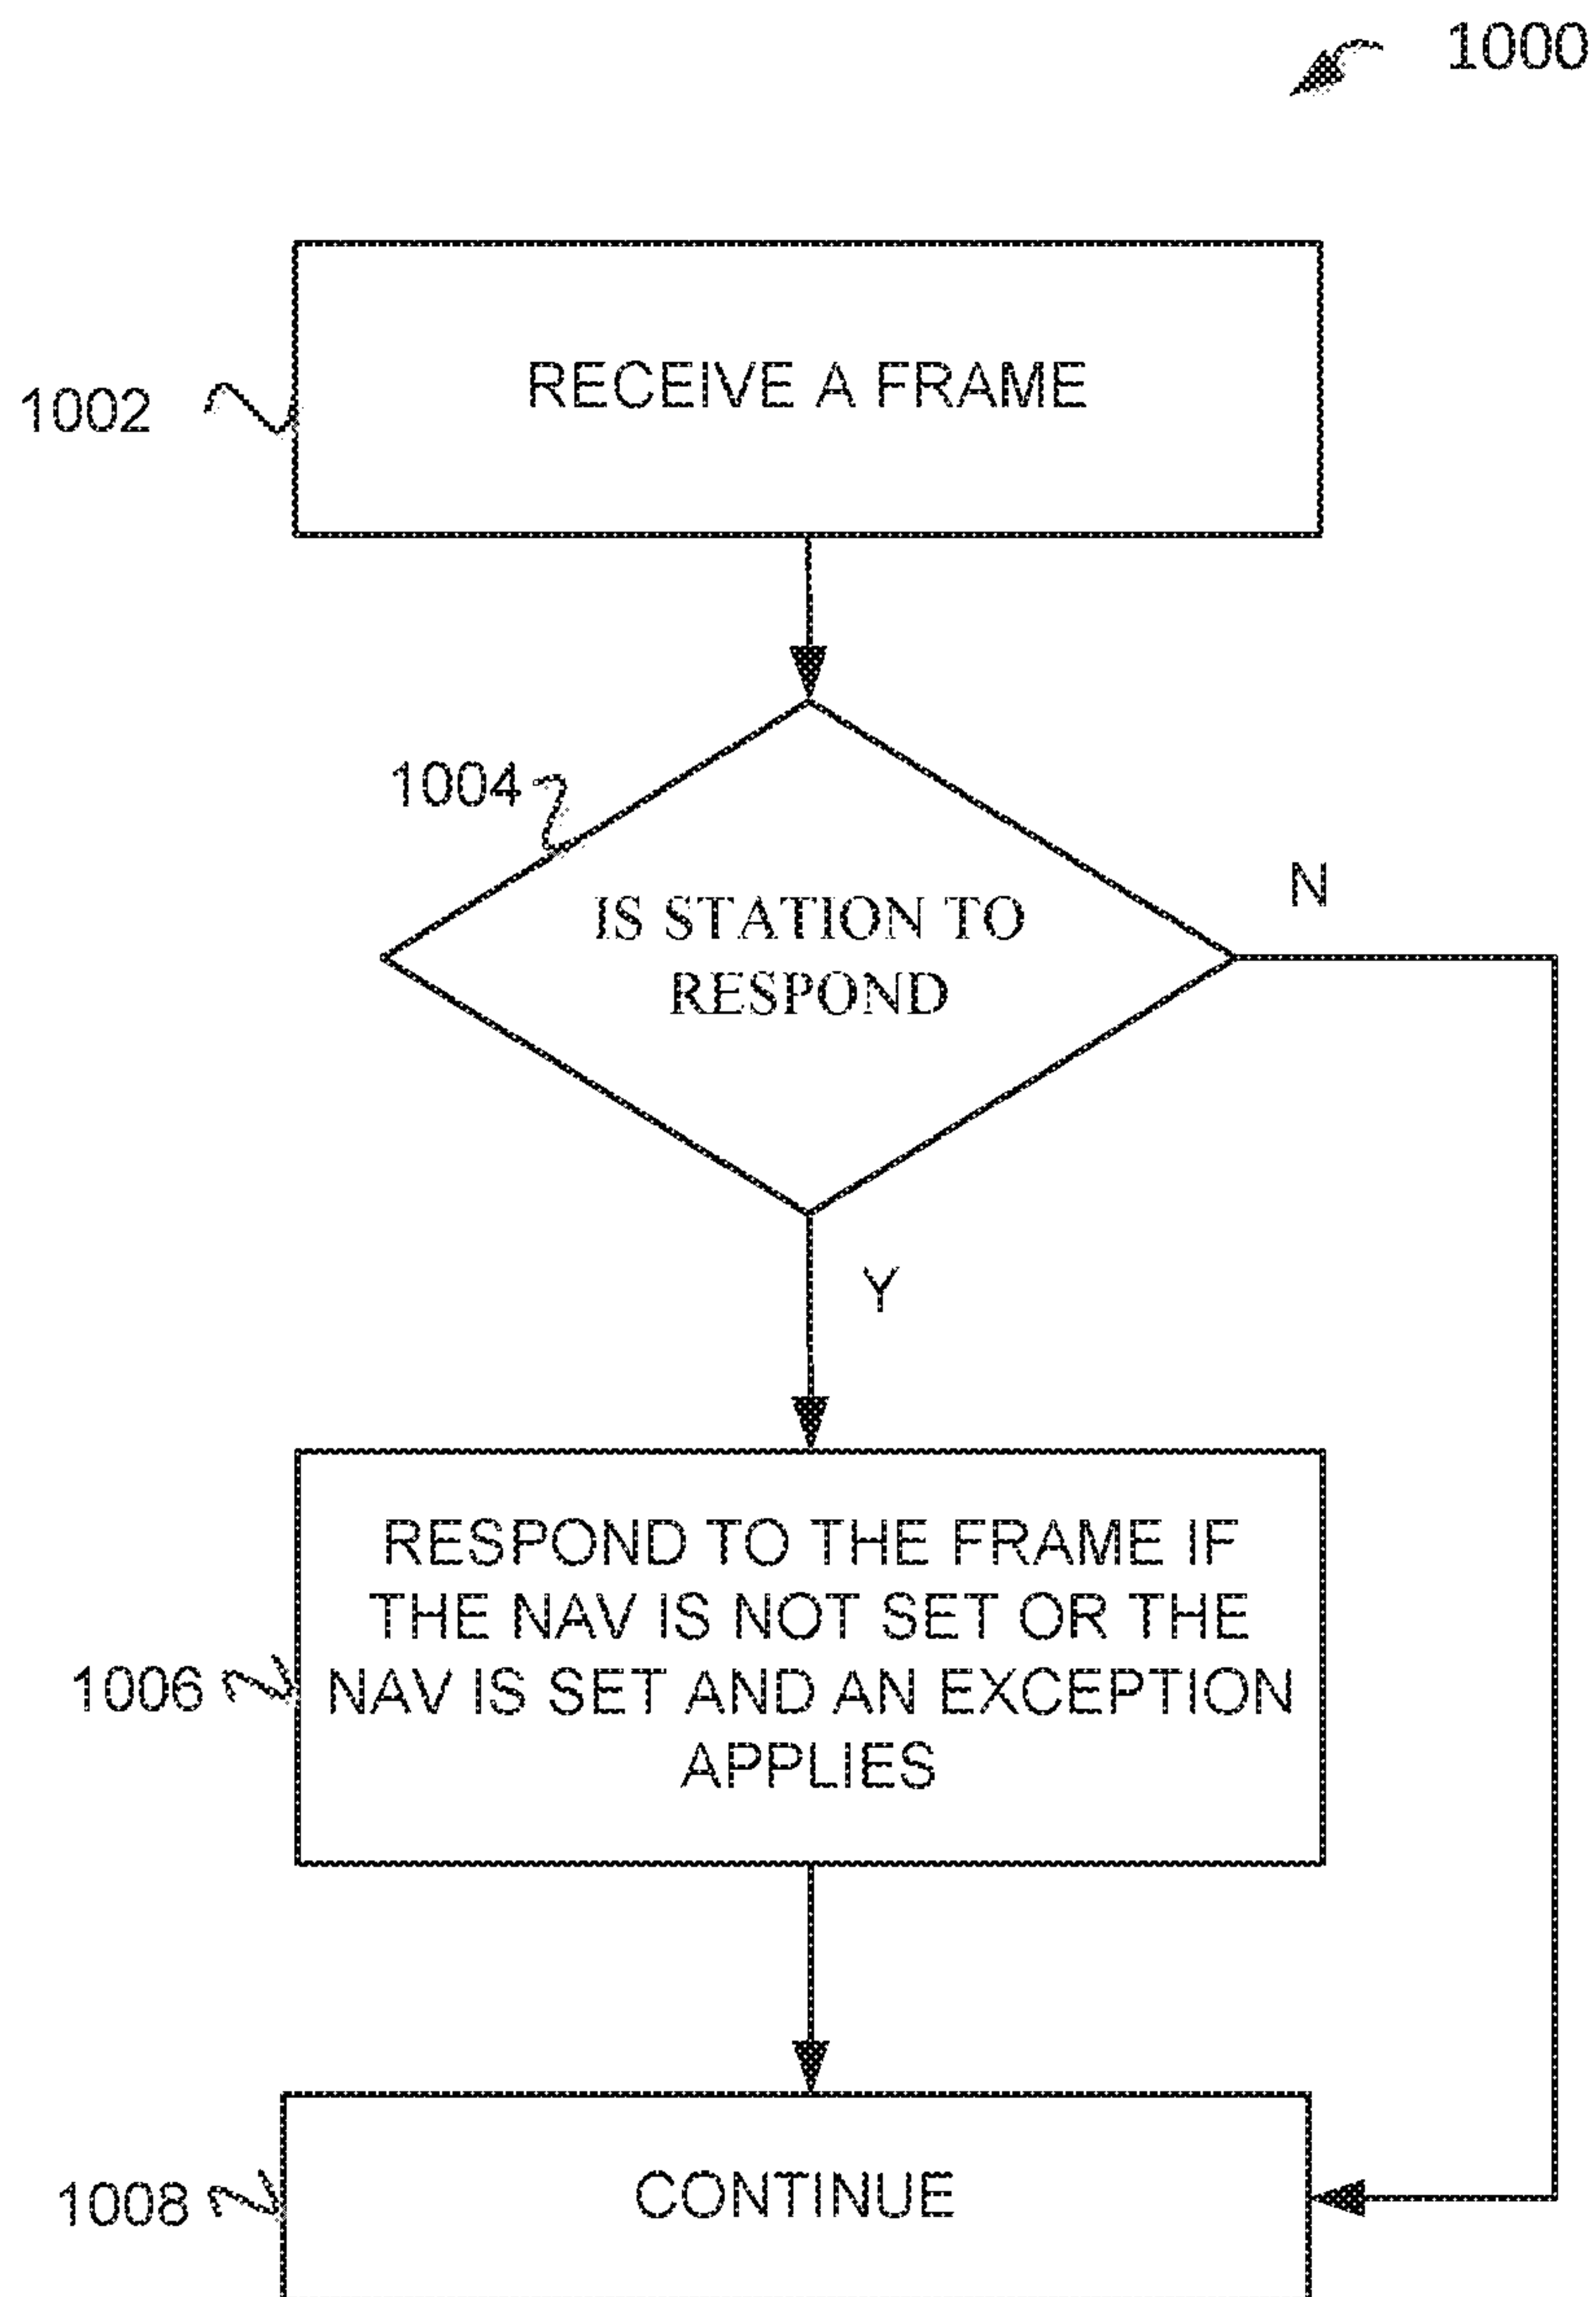 1000
RECEIVE A FRAME
1002
1004
IS STATION TO
RESPOND
N
Y
RESPOND TO THE FRAME IF
THE NAV IS NOT SET OR THE
NAV IS SET AND AN EXCEPTION
APPLIES
1006
CONTINUE
1008